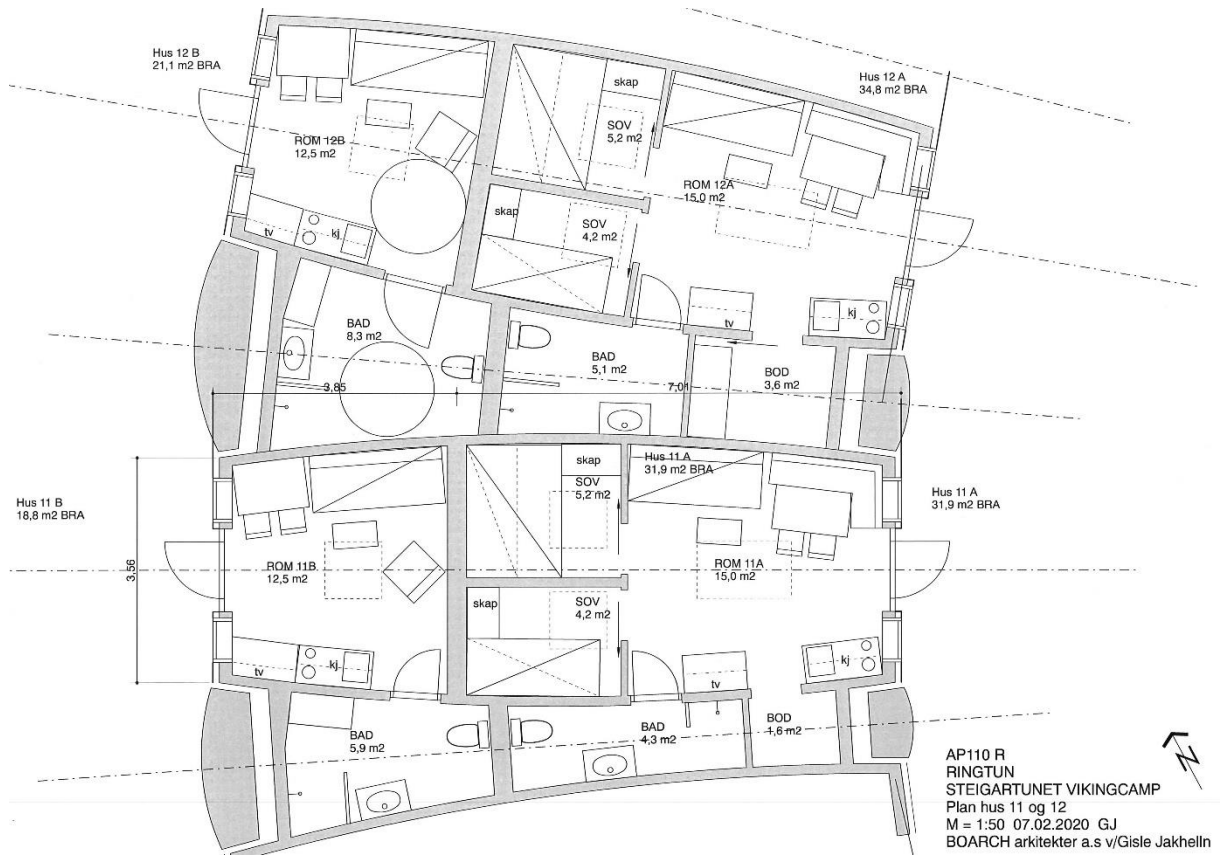 Hus 12 B
21,1 m2 BRA
Hus 12 A
34,8 m2 BRA
skap
SOV
5,2 m2
ROM 12B
12,5 m2
ROM 12A
15,0 m2
skap
SOV
4,2 m2
tv
kj
BAD
8,3 m2
tv
kj
BAD
5,1 m2
BOD
3,6 m2
3,85
7,01
Hus 11 B
18,8 m2 BRA
skap
SOV
5,2 m2
Hus 11 A
31,9 m2 BRA
Hus 11 A
31,9 m2 BRA
3,56
ROM 11B
12,5 m2
ROM 11A
15,0 m2
skap
SOV
4,2 m2
tv
kj
tv
kj
BAD
5,9 m2
BAD
4,3 m2
BOD
1,6 m2
N
AP110 R
RINGTUN
STEIGARTUNET VIKINGCAMP
Plan hus 11 og 12
M = 1:50 07.02.2020 GJ
BOARCH arkitekter a.s v/Gisle Jakhelln